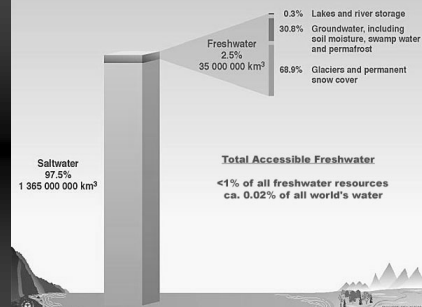 0.3% Lakes and river storage
30.8% Groundwater, including
soil moisture, swamp water
and permafrost
Freshwater
2.5%
35 000 000 km³
68.9% Glaciers and permanent
snow cover
Saltwater
97.5%
1 365 000 000 km³
Total Accessible Freshwater
<1% of all freshwater resources
ca. 0.02% of all world's water